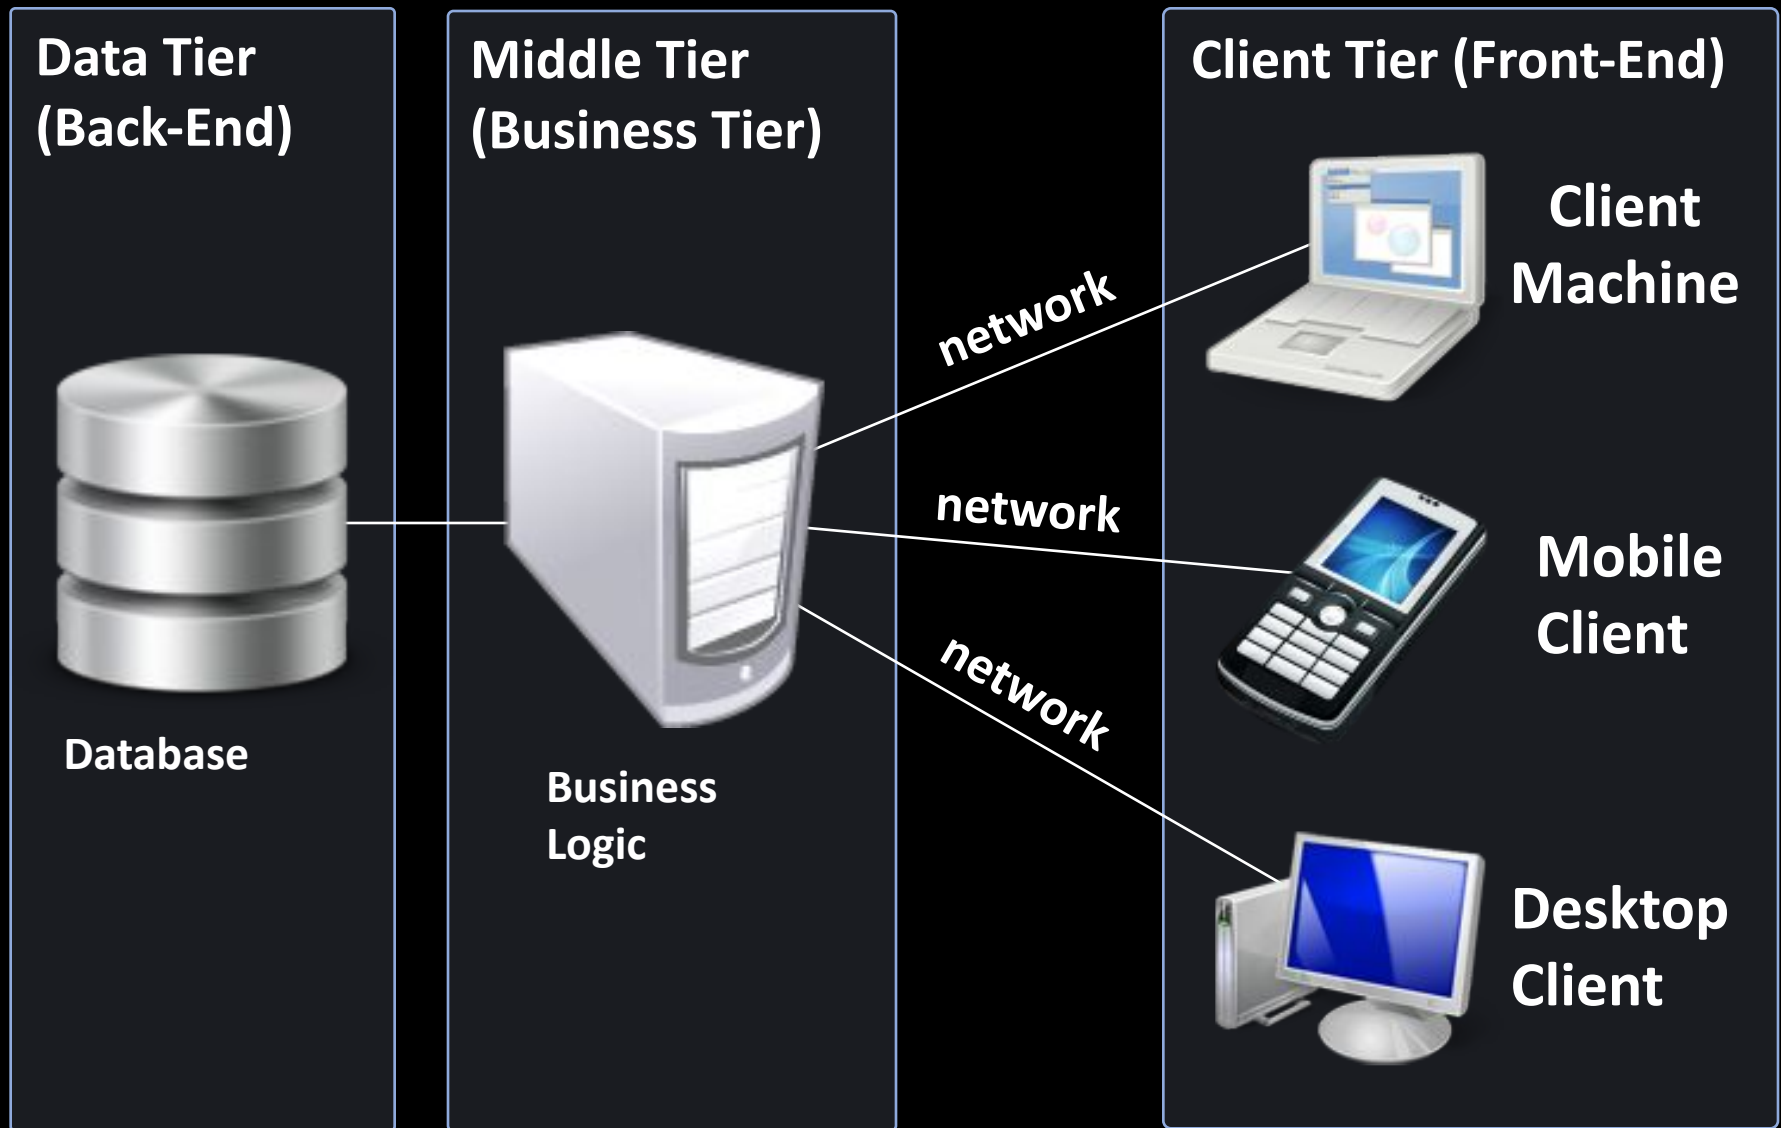 Data Tier
(Back-End)
Database
Middle Tier
(Business Tier)
Business
Logic
network
network
network
Client Tier (Front-End)
Client
Machine
Mobile
Client
Desktop
Client